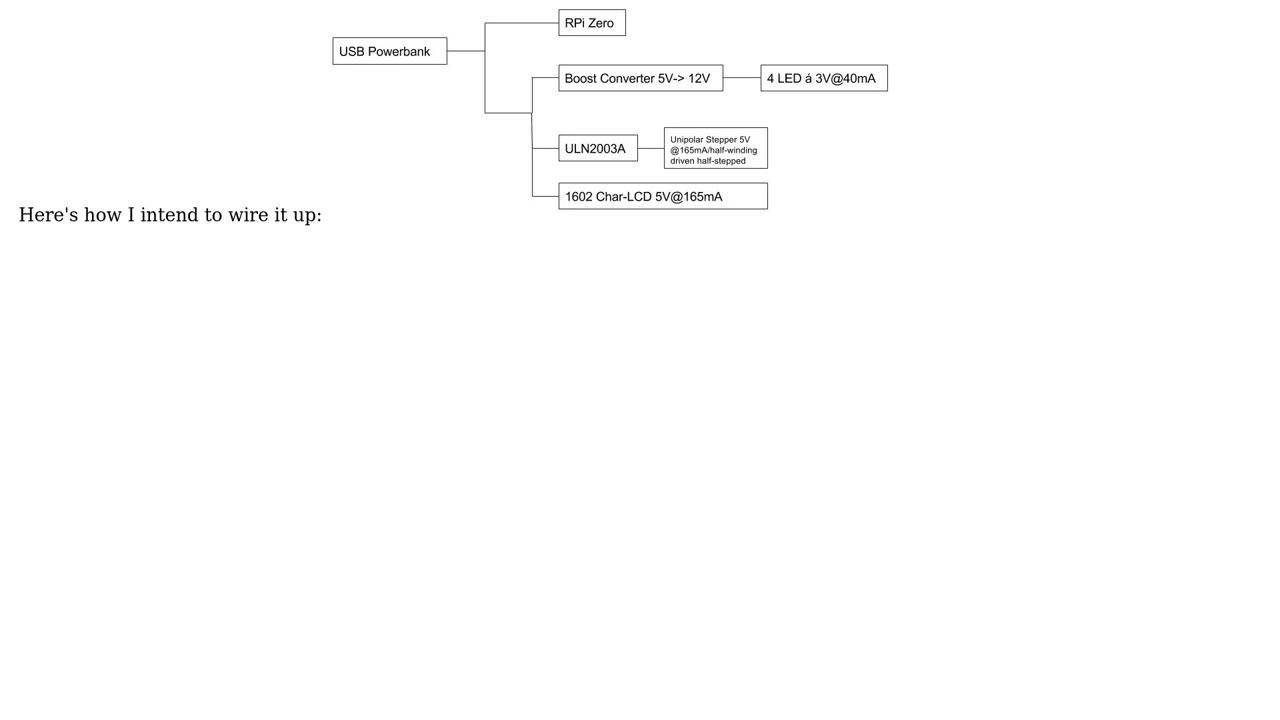 RPi Zero
USB Powerbank
Boost Converter 5V-> 12V
4 LED á 3V@40mA
ULN2003A
Unipolar Stepper 5V
@165mA/half-winding
driven half-stepped
1602 Char-LCD 5V@165mA
Here's how I intend to wire it up: